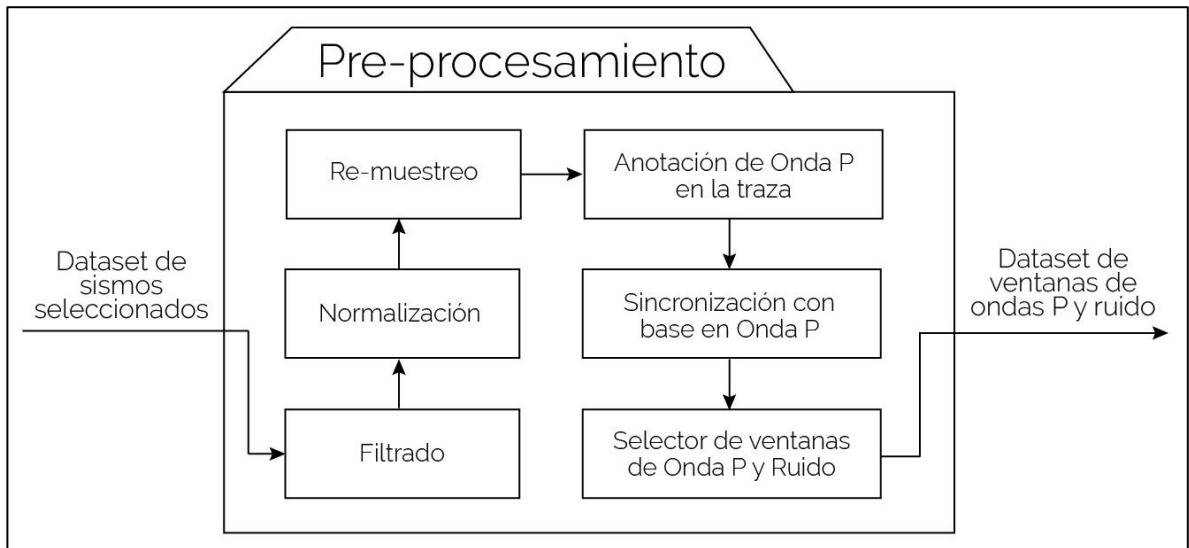 Pre-procesamiento
Dataset de
sismos
seleccionados
Filtrado
Normalización
Re-muestreo
Anotación de Onda P
en la traza
Sincronización con
base en Onda P
Selector de ventanas
de Onda P y Ruido
Dataset de
ventanas de
ondas P y ruido